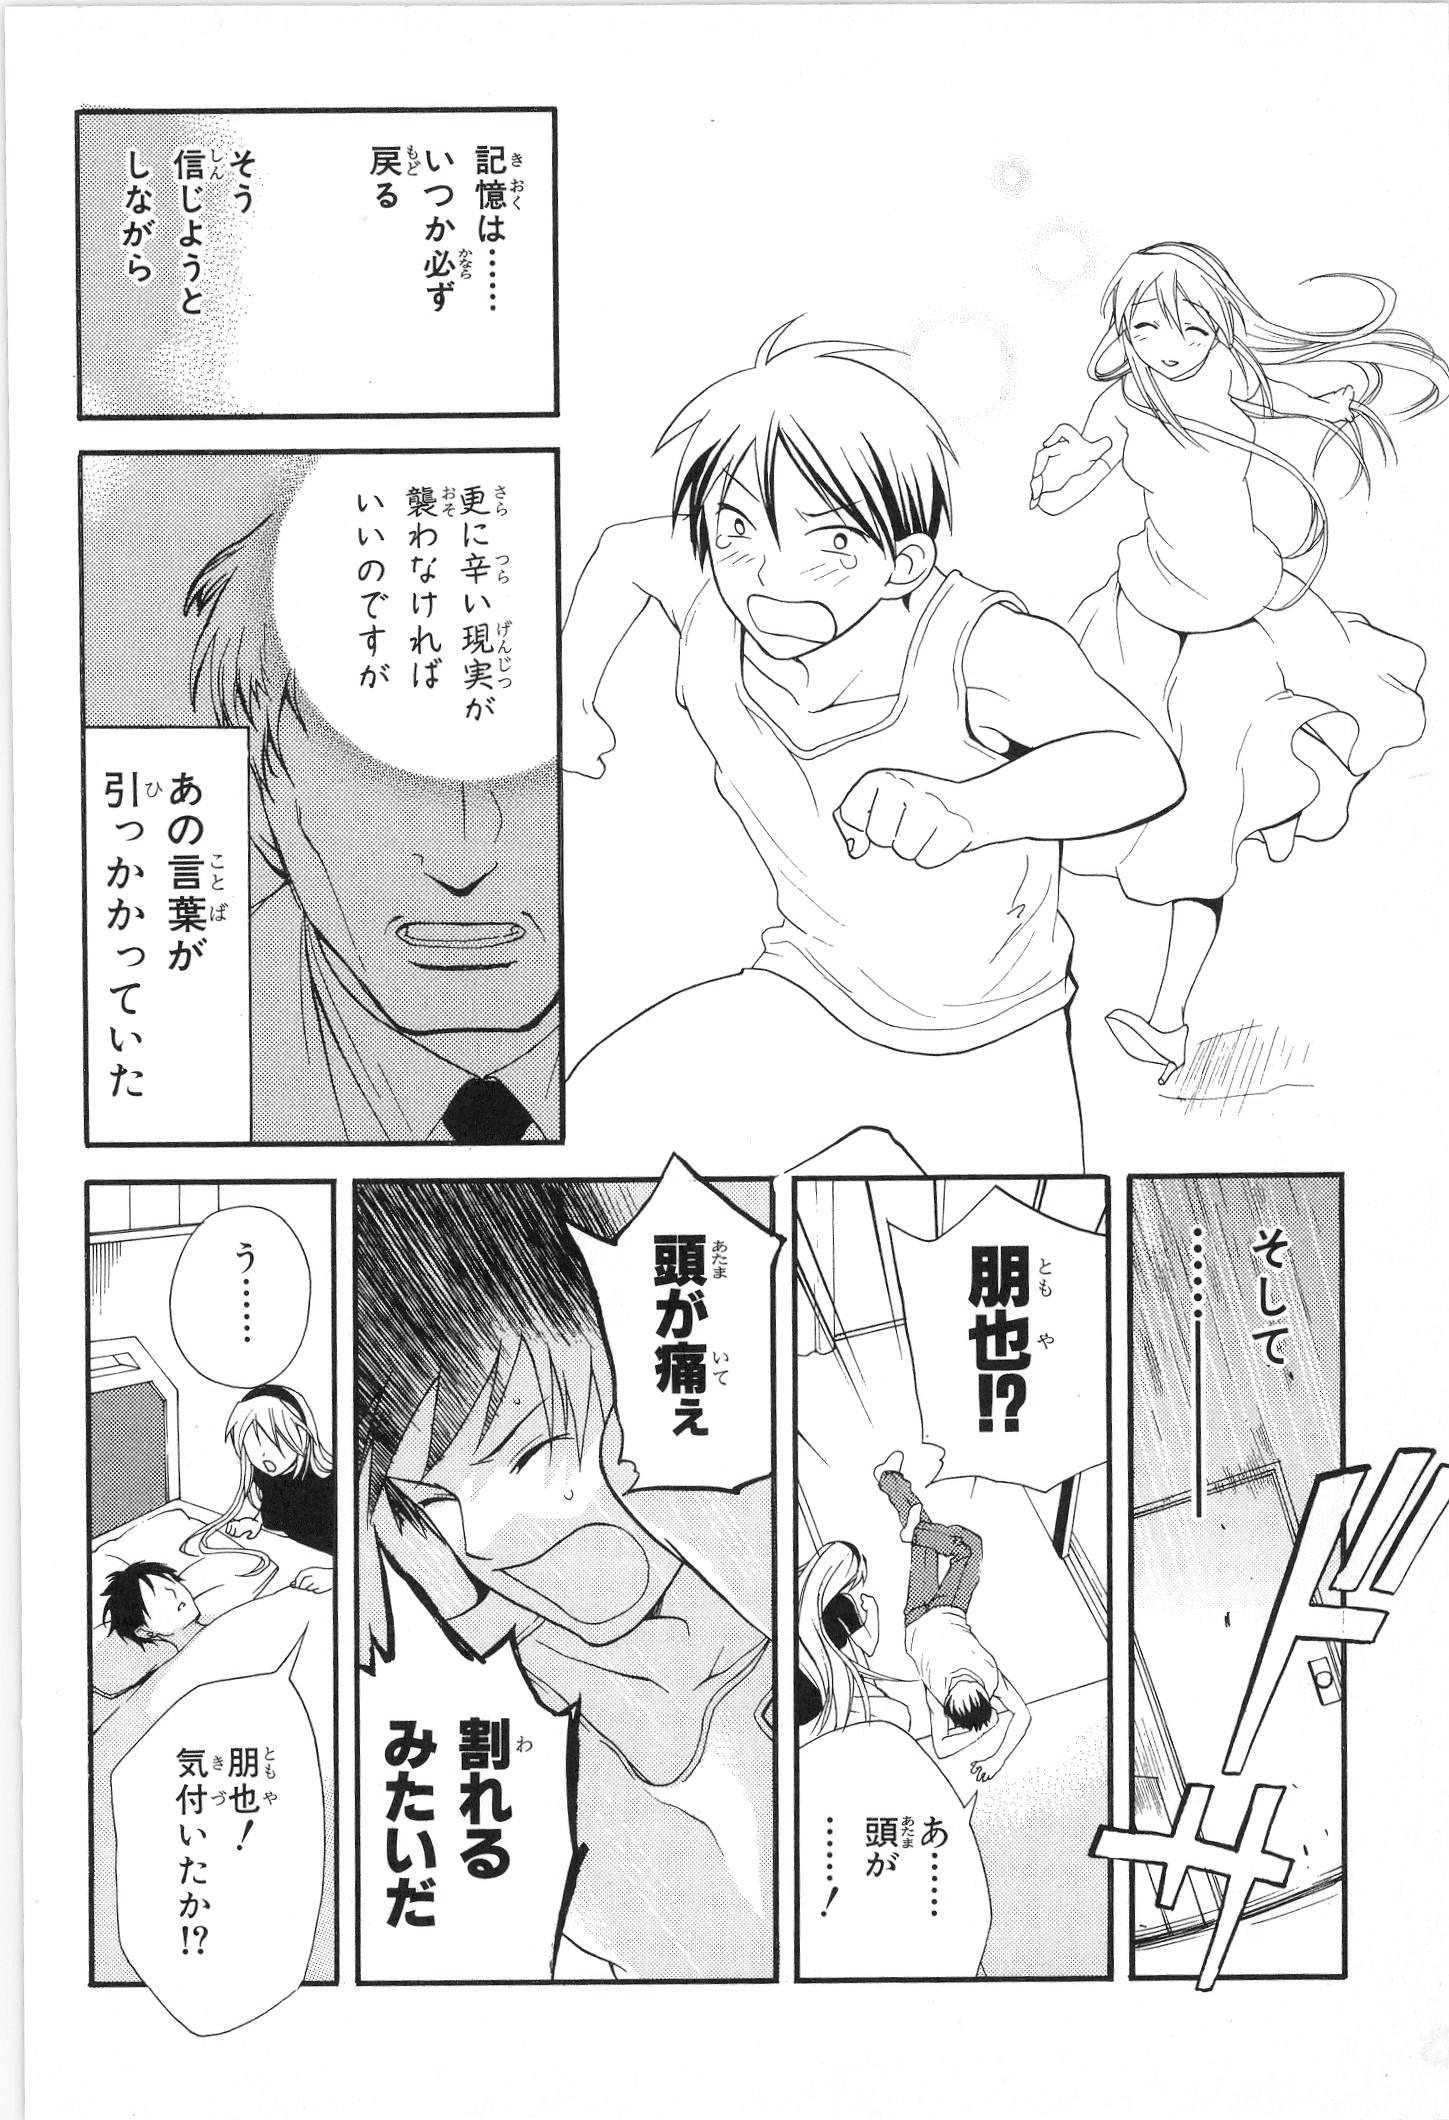 記憶は……
いつか必ず
戻る
そう
信じようと
しながら
更に辛い現実が
襲わなければ
いいのですが
あの言葉が
引っかかっていた
そして
……――
ドサ
朋也!?
あ……
頭が
……!
頭が痛ぇ
割れる
みたいだ
う……
朋也!
気付いたか!?